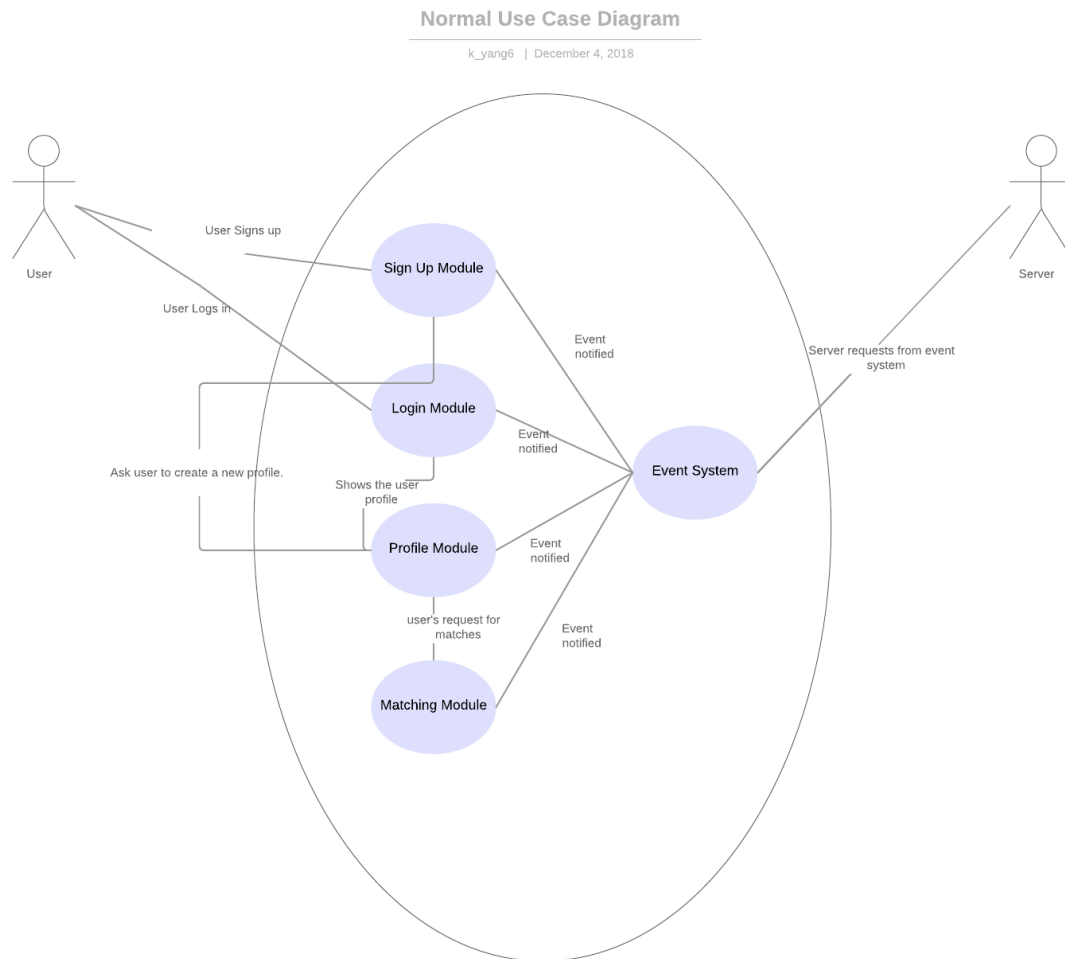 Normal Use Case Diagram
k_yang6 | December 4, 2018
User Signs up
Sign Up Module
User
Server
User Logs in
Event
notified
Server requests from event
system
Login Module
Event
notified
Ask user to create a new profile.
Event System
Shows the user
profile
Profile Module
Event
notified
user's request for
matches
Event
notified
Matching Module